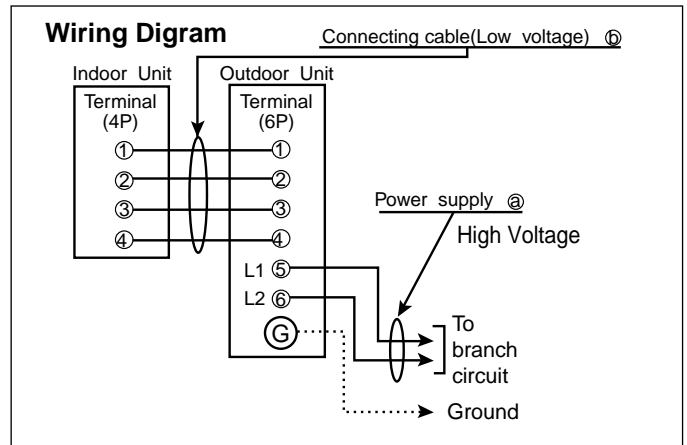 Wiring Digram
Connecting cable(Low voltage) ⓑ
Indoor Unit
Outdoor Unit
Terminal
(4P)
Terminal
(6P)
① ①
② ②
③ ③
④ ④
Power supply ⓐ
High Voltage
L1 ⑤
L2 ⑥
Ⓖ
To
branch
circuit
Ground